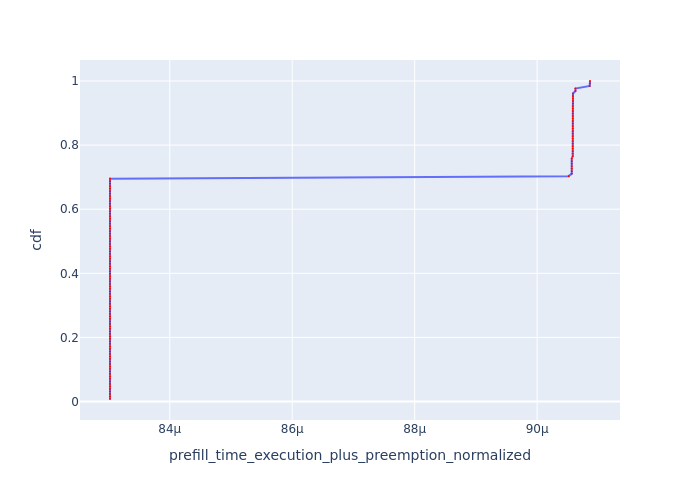 1
0.8
0.6
0.4
0.2
0
cdf
84μ
86μ
88μ
90μ
prefill_time_execution_plus_preemption_normalized